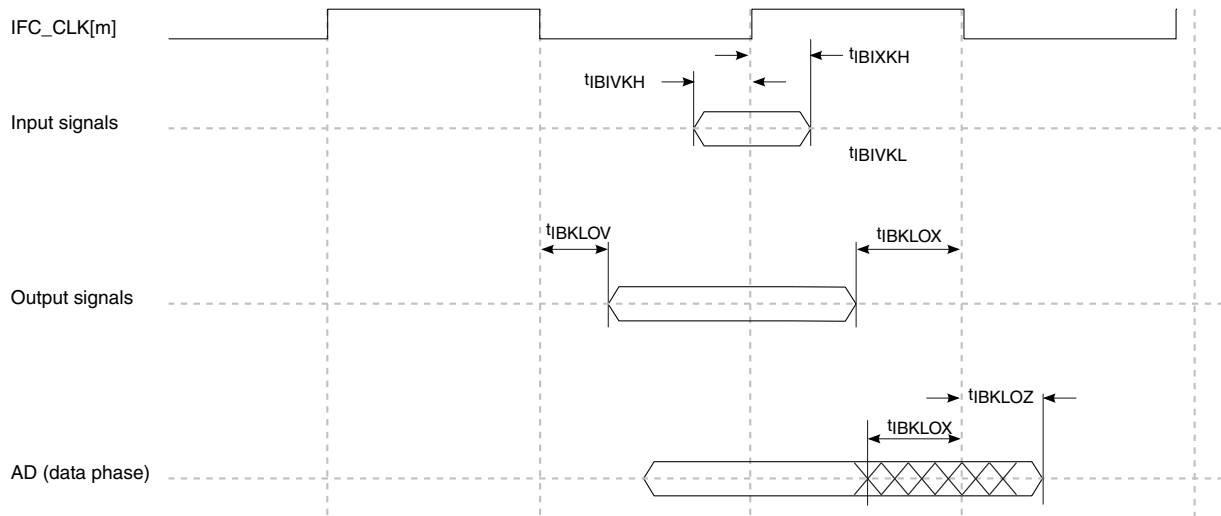 IFC_CLK[m]
tIBIXKH
tIBIVKH
Input signals
tIBIVKL
tIBKLOV
tIBKLOX
Output signals
tIBKLOZ
tIBKLOX
AD (data phase)